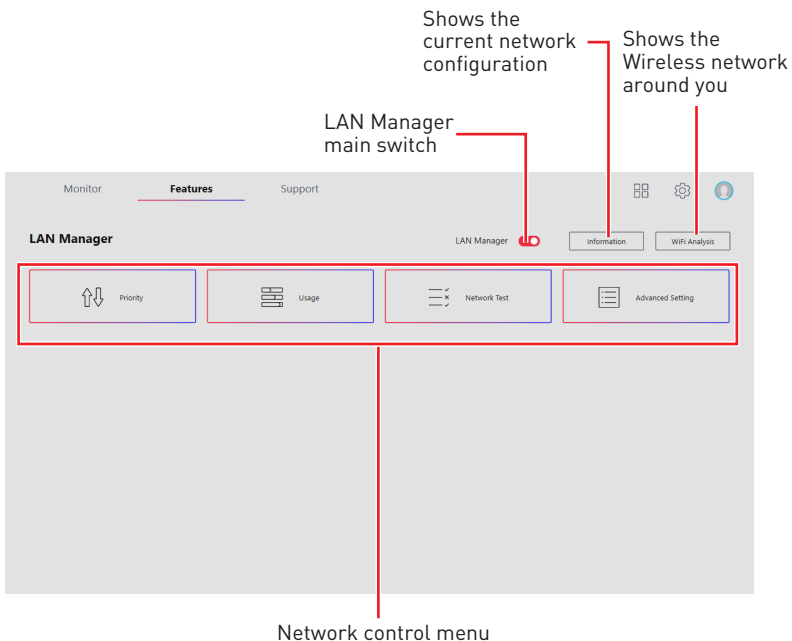 Shows the
current network
configuration
Shows the
Wireless network
around you
LAN Manager
main switch
Monitor Features Support
LAN Manager LAN Manager Information WiFi Analysis
Priority Usage Network Test Advanced Setting
Network control menu